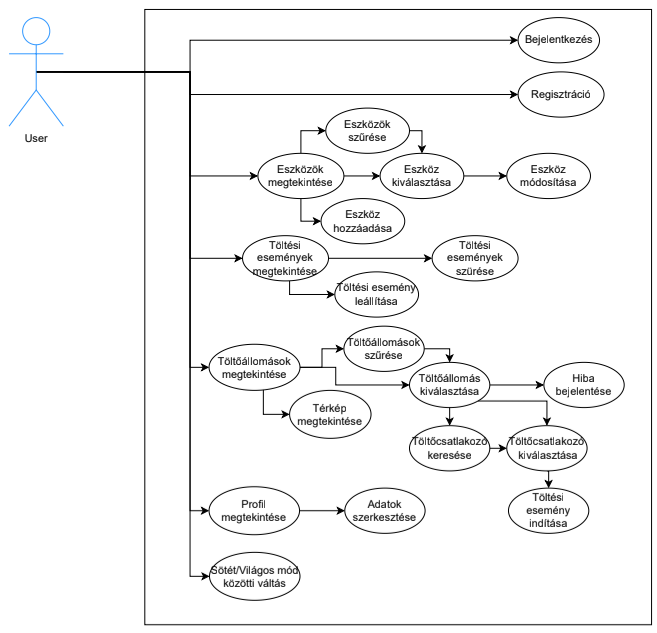 User
Bejelentkezés
Regisztráció
Eszközök
szűrése
Eszközök
megtekintése
Eszköz
kiválasztása
Eszköz
módosítása
Eszköz
hozzáadása
Töltési
események
megtekintése
Töltési
események
szürése
Töltési esemény
leállítása
Töltőállomások
szűrése
Töltőállomások
megtekintése
Töltőállomás
kiválasztása
Hiba
bejelentése
Térkép
megtekintése
Töltőcsatlakozó
keresése
Töltőcsatlakozó
kiválasztása
Töltési
esemény
indítása
Profil
megtekintése
Adatok
szerkesztése
Sötét/Világos mód
közötti váltás